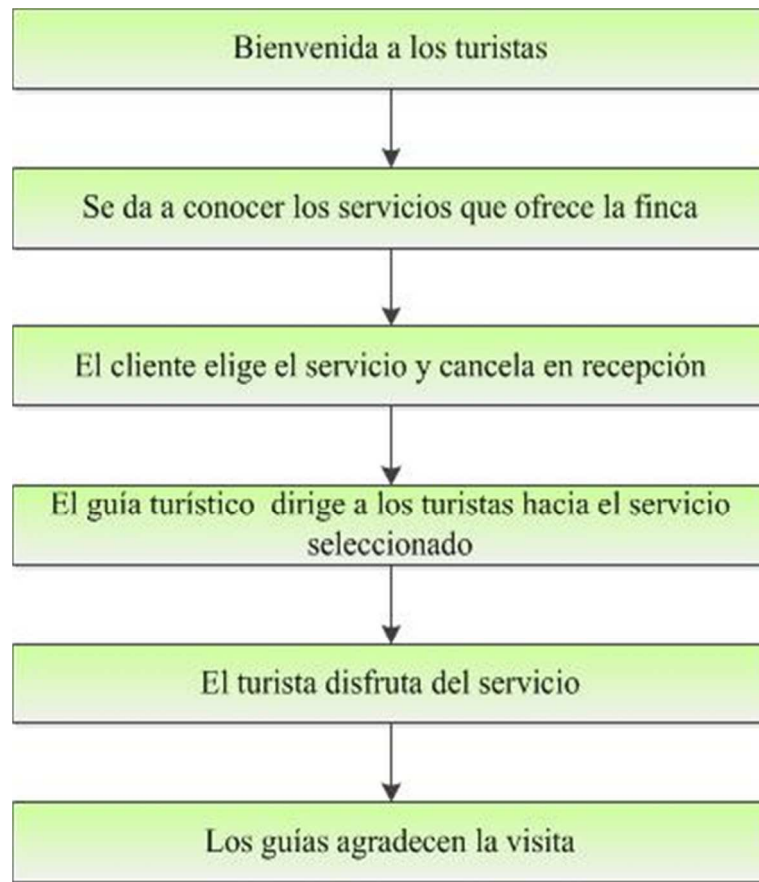 Bienvenida a los turistas
Se da a conocer los servicios que ofrece la finca
El cliente elige el servicio y cancela en recepción
El guía turístico dirige a los turistas hacia el servicio
seleccionado
El turista disfruta del servicio
Los guías agradecen la visita